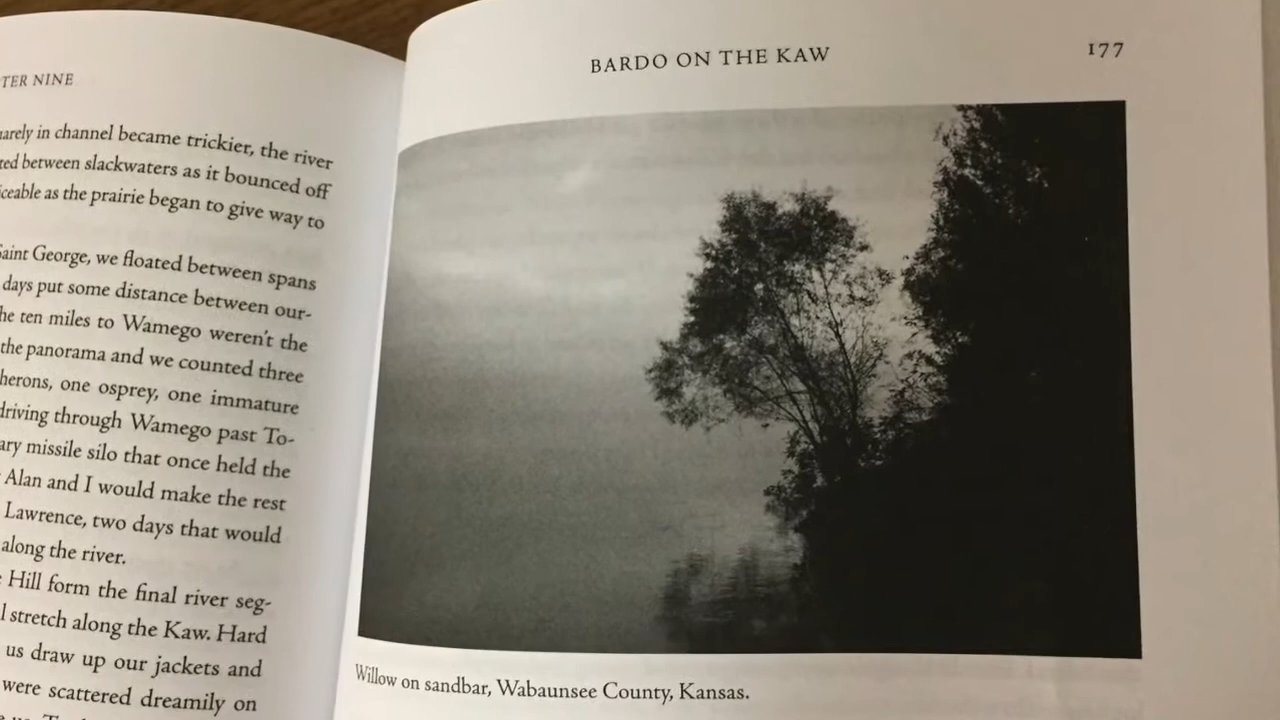 TER NINE
arely in channel became trickier, the river
ted between slackwaters as it bounced off
iceable as the prairie began to give way to
Saint George, we floated between spans
days put some distance between our-
he ten miles to Wamego weren't the
the panorama and we counted three
herons, one osprey, one immature
driving through Wamego past To-
ary missile silo that once held the
Alan and I would make the rest
Lawrence, two days that would
along the river.
Hill form the final river seg-
l stretch along the Kaw. Hard
us draw up our jackets and
were scattered dreamily on
BARDO ON THE KAW
177
Willow on sandbar, Wabaunsee County, Kansas.